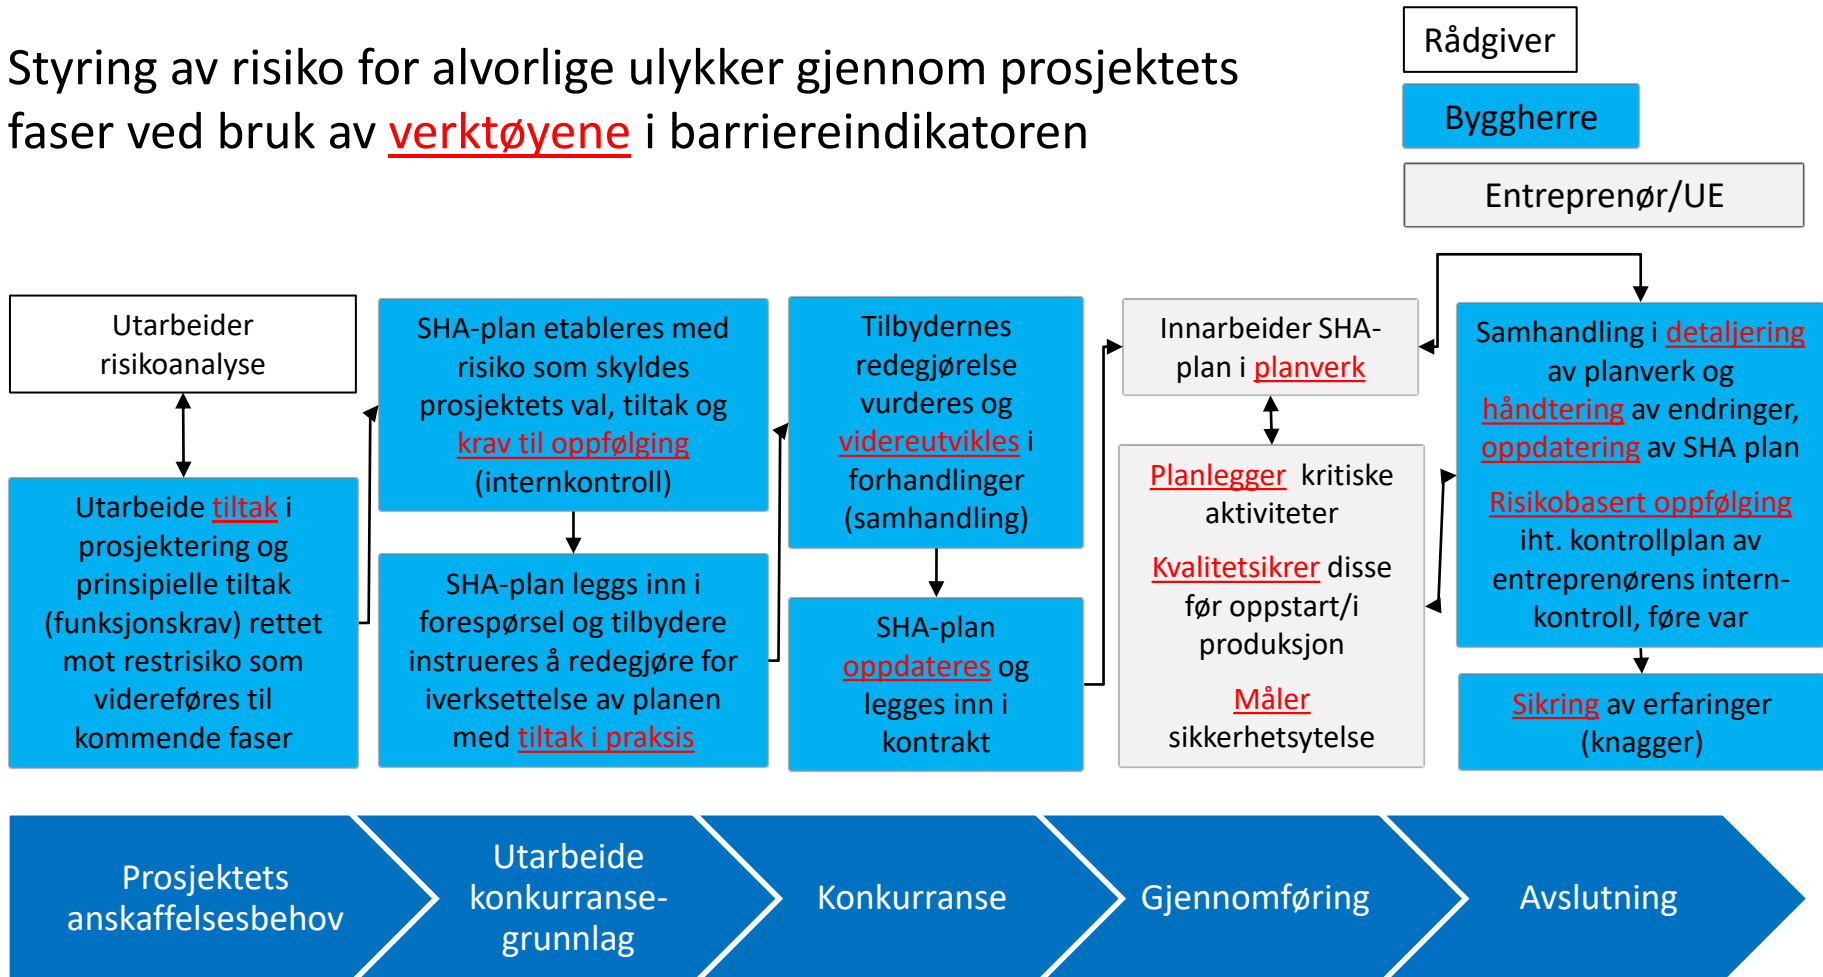 Styring av risiko for alvorlige ulykker gjennom prosjektets
faser ved bruk av verktøyene i barriereindikatoren
Rådgiver
Byggherre
Entreprenør/UE
Utarbeider
risikoanalyse
Utarbeide tiltak i
prosjektering og
prinsipielle tiltak
(funksjonskrav) rettet
mot restrisiko som
videreføres til
kommende faser
SHA-plan etableres med
risiko som skyldes
prosjektets val, tiltak og
krav til oppfølging
(internkontroll)
SHA-plan leggs inn i
forespørsel og tilbydere
instrueres å redegjøre for
iverksettelse av planen
med tiltak i praksis
Tilbydernes
redegjørelse
vurderes og
videreutvikles i
forhandlinger
(samhandling)
SHA-plan
oppdateres og
legges inn i
kontrakt
Innarbeider SHA-
plan i planverk
Planlegger kritiske
aktiviteter
Kvalitetsikrer disse
før oppstart/i
produksjon
Måler
sikkerhetsytelse
Samhandling i detaljering
av planverk og
håndtering av endringer,
oppdatering av SHA plan
Risikobasert oppfølging
iht. kontrollplan av
entreprenørens intern-
kontroll, føre var
Sikring av erfaringer
(knagger)
Prosjektets
anskaffelsesbehov
Utarbeide
konkurranse-
grunnlag
Konkurranse
Gjennomføring
Avslutning